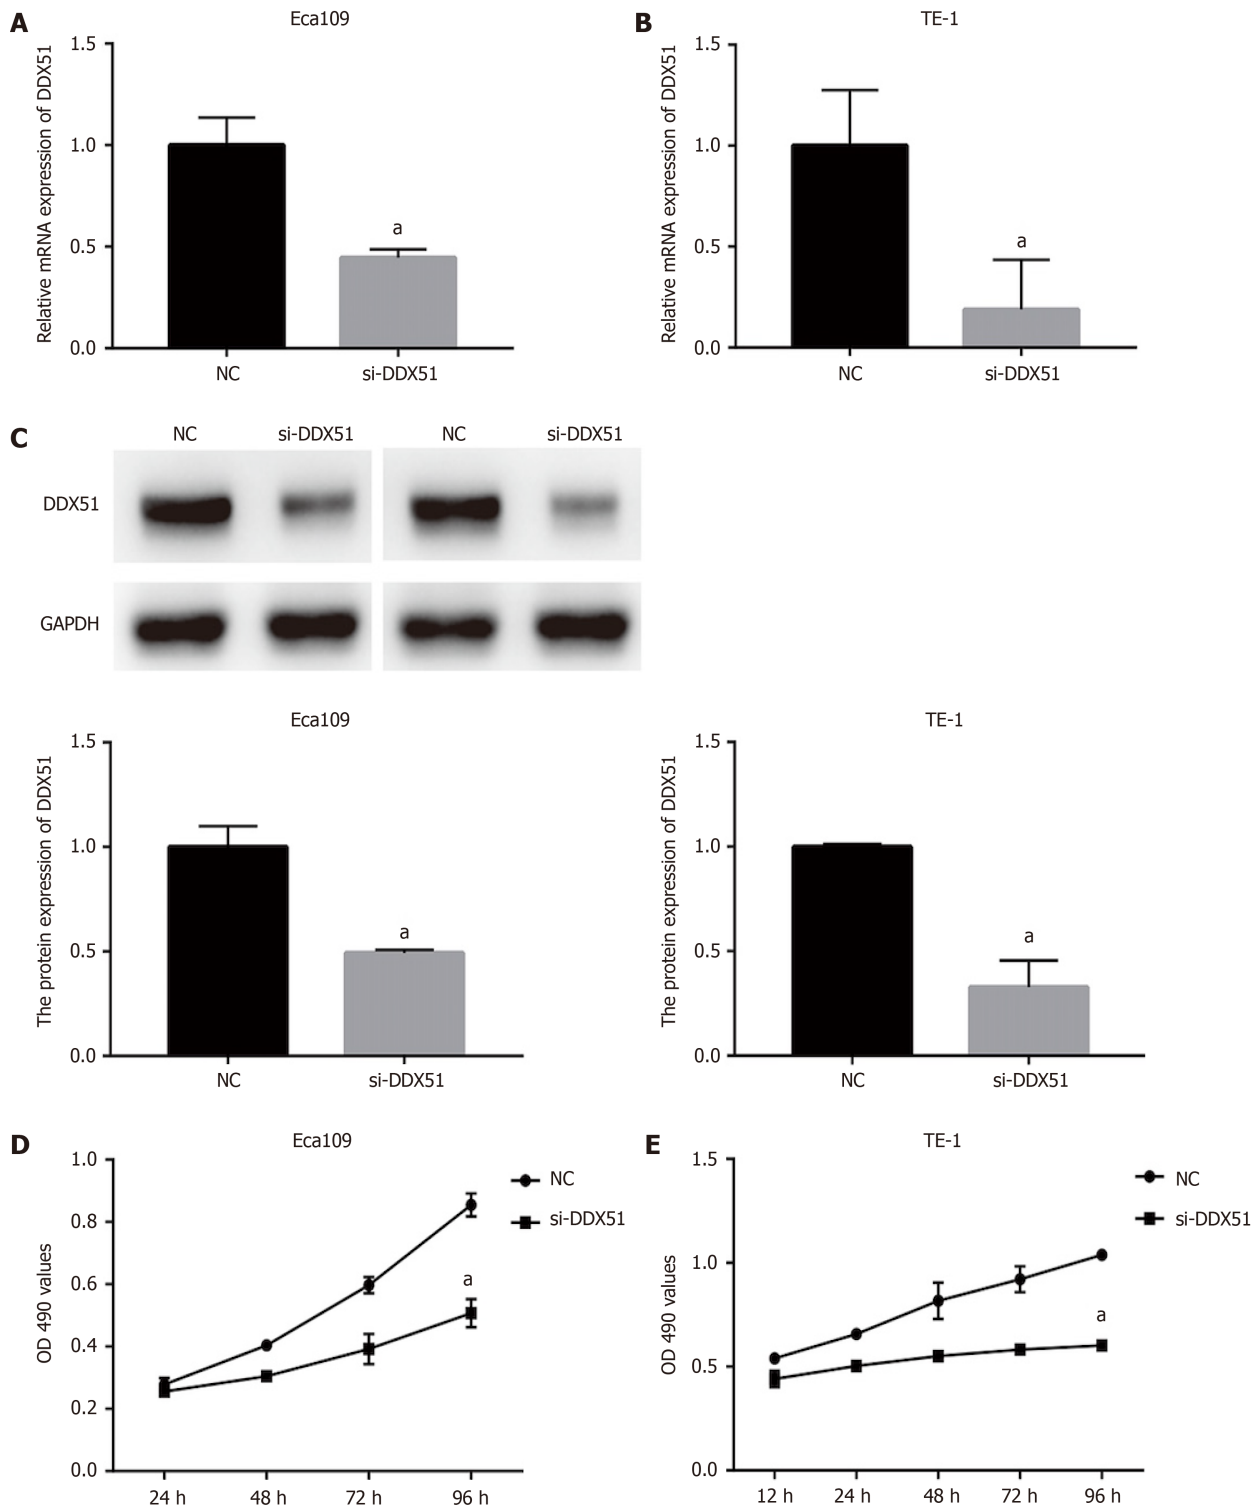 A
Eca109
Relative mRNA expression of DDX51
1.5
1.0
0.5
0.0
a
NC
si-DDX51
B
TE-1
Relative mRNA expression of DDX51
1.5
1.0
0.5
0.0
a
NC
si-DDX51
C
NC
si-DDX51
NC
si-DDX51
DDX51
GAPDH
Eca109
The protein expression of DDX51
1.5
1.0
0.5
0.0
a
NC
si-DDX51
TE-1
The protein expression of DDX51
1.5
1.0
0.5
0.0
a
NC
si-DDX51
D
Eca109
OD 490 values
1.0
0.8
0.6
0.4
0.2
0.0
NC
si-DDX51
a
24 h
48 h
72 h
96 h
E
TE-1
OD 490 values
1.5
1.0
0.5
0.0
NC
si-DDX51
a
12 h
24 h
48 h
72 h
96 h